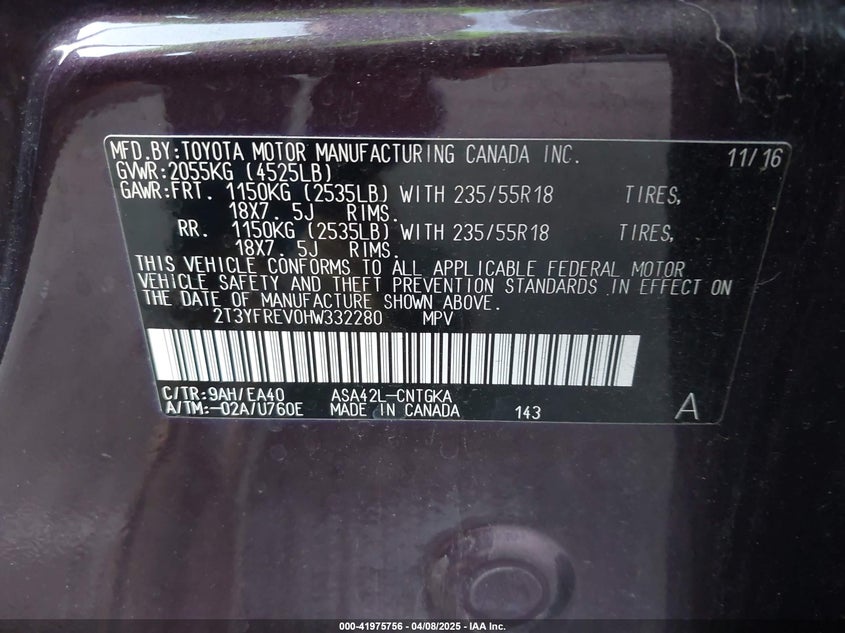 MFD.BY:TOYOTA MOTOR MANUFACTURING CANADA INC. 11/16
GVWR:2055KG (4525LB)
GAWR:FRT. 1150KG (2535LB) WITH 235/55R18 TIRES,
18X7. 5J RIMS.
RR. 1150KG (2535LB) WITH 235/55R18 TIRES,
18X7. 5J RIMS.
THIS VEHICLE CONFORMS TO ALL APPLICABLE FEDERAL MOTOR
VEHICLE SAFETY AND THEFT PREVENTION STANDARDS IN EFFECT ON
THE DATE OF MANUFACTURE SHOWN ABOVE.
2T3YFREV0HW332280 MPV
C/TR:9AH/EA40 ASA42L-CNTGKA
A/TM:-02A/U760E MADE IN CANADA 143 A
000-41975756 - 04/08/2025 - IAA Inc.